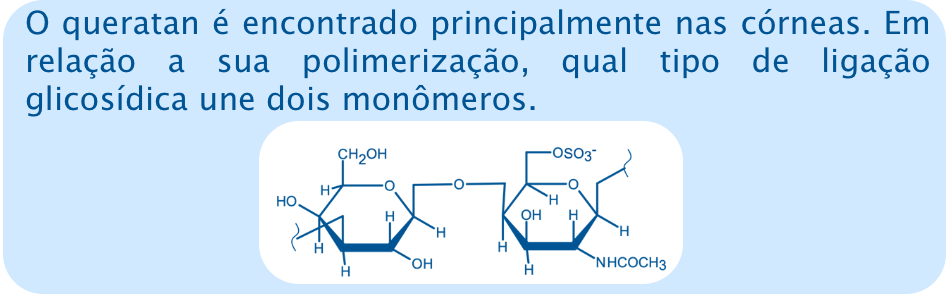 O queratan é encontrado principalmente nas córneas. Em
relação a sua polimerização, qual tipo de ligação
glicosídica une dois monômeros.
CH2OH
OSO3-
H
O
O
O
HO
H
H
OH
H
H
H
H
H
H
OH
H
NHCOCH3